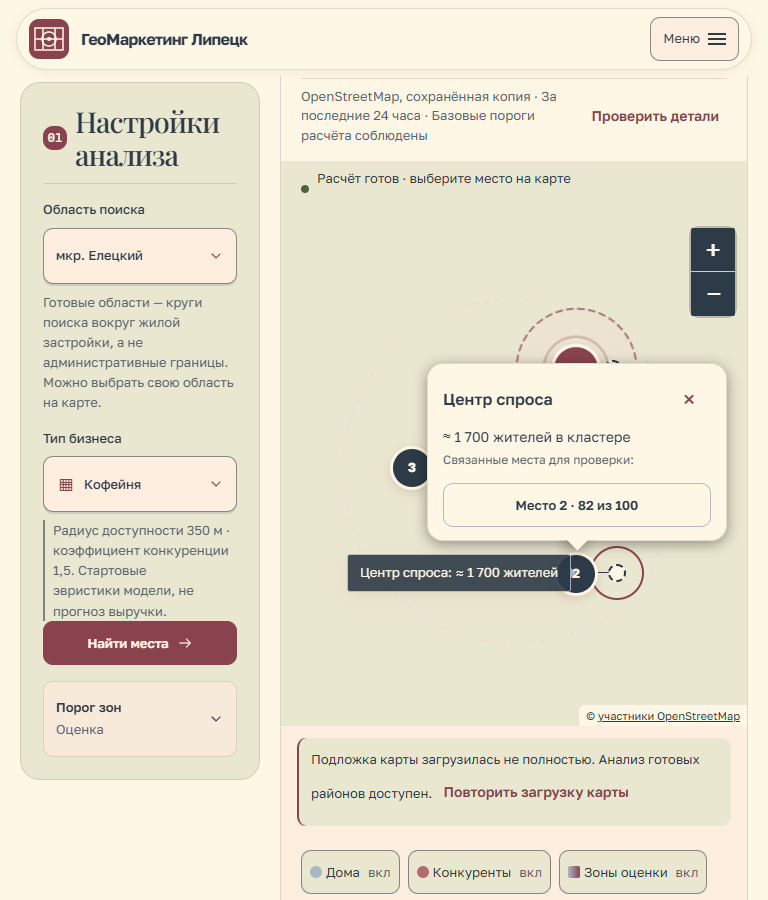 ГеоМаркетинг Липецк
Меню
01
Настройки
анализа
Область поиска
мкр. Елецкий
Готовые области — круги
поиска вокруг жилой
застройки, а не
административные границы.
Можно выбрать свою область
на карте.
Тип бизнеса
Кофейня
Радиус доступности 350 м ·
коэффициент конкуренции
1,5. Стартовые
эвристики модели, не
прогноз выручки.
Найти места →
Порог зон
Оценка
OpenStreetMap, сохранённая копия · За
последние 24 часа · Базовые пороги
расчёта соблюдены
Проверить детали
Расчёт готов · выберите место на карте
+
−
Центр спроса ×
≈ 1 700 жителей в кластере
Связанные места для проверки:
Место 2 · 82 из 100
3
Центр спроса: ≈ 1 700 жителей
2
© участники OpenStreetMap
Подложка карты загрузилась не полностью. Анализ готовых
районов доступен. Повторить загрузку карты
Дома вкл
Конкуренты вкл
Зоны оценки вкл